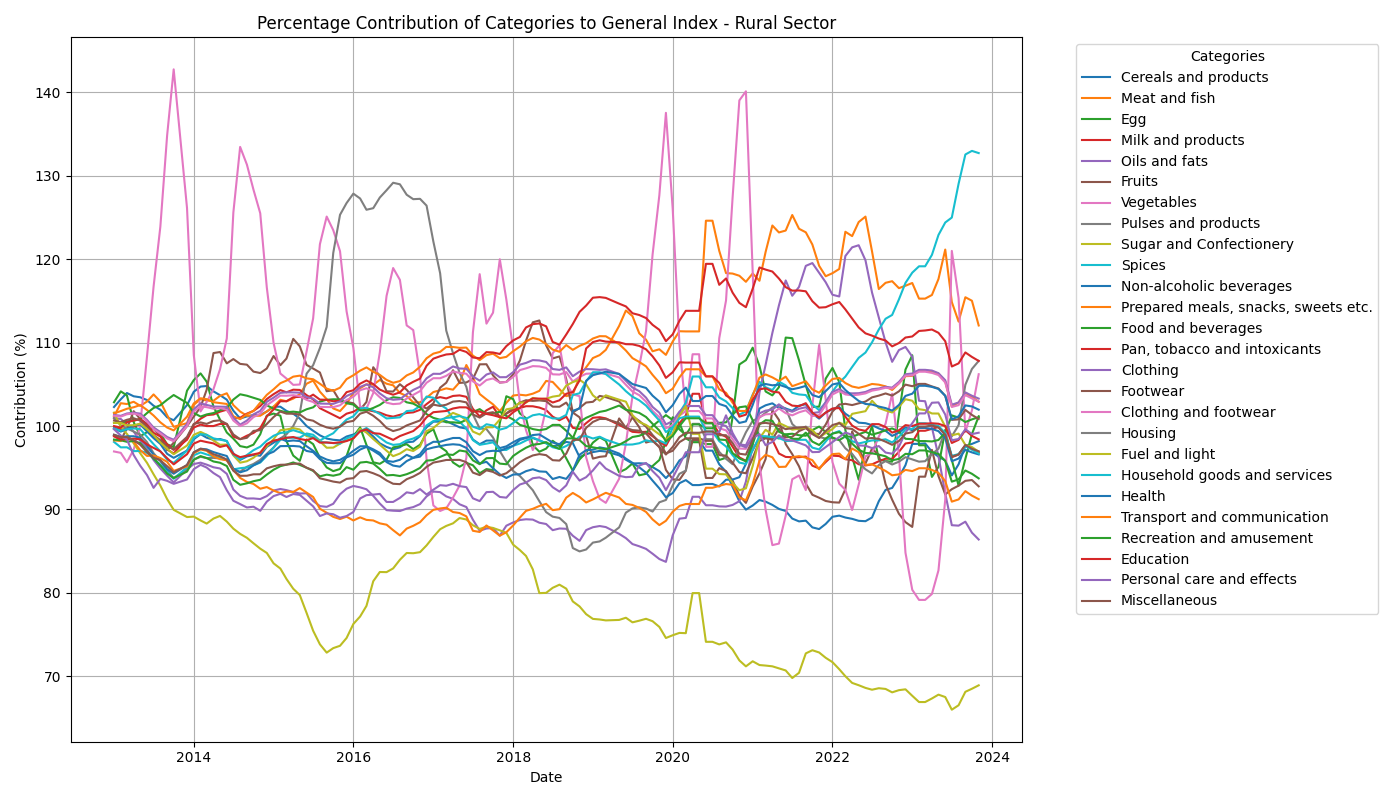 Percentage Contribution of Categories to General Index - Rural Sector
Contribution (%)
140
130
120
110
100
90
80
70
2014
2016
2018
2020
2022
2024
Date
Categories
Cereals and products
Meat and fish
Egg
Milk and products
Oils and fats
Fruits
Vegetables
Pulses and products
Sugar and Confectionery
Spices
Non-alcoholic beverages
Prepared meals, snacks, sweets etc.
Food and beverages
Pan, tobacco and intoxicants
Clothing
Footwear
Clothing and footwear
Housing
Fuel and light
Household goods and services
Health
Transport and communication
Recreation and amusement
Education
Personal care and effects
Miscellaneous